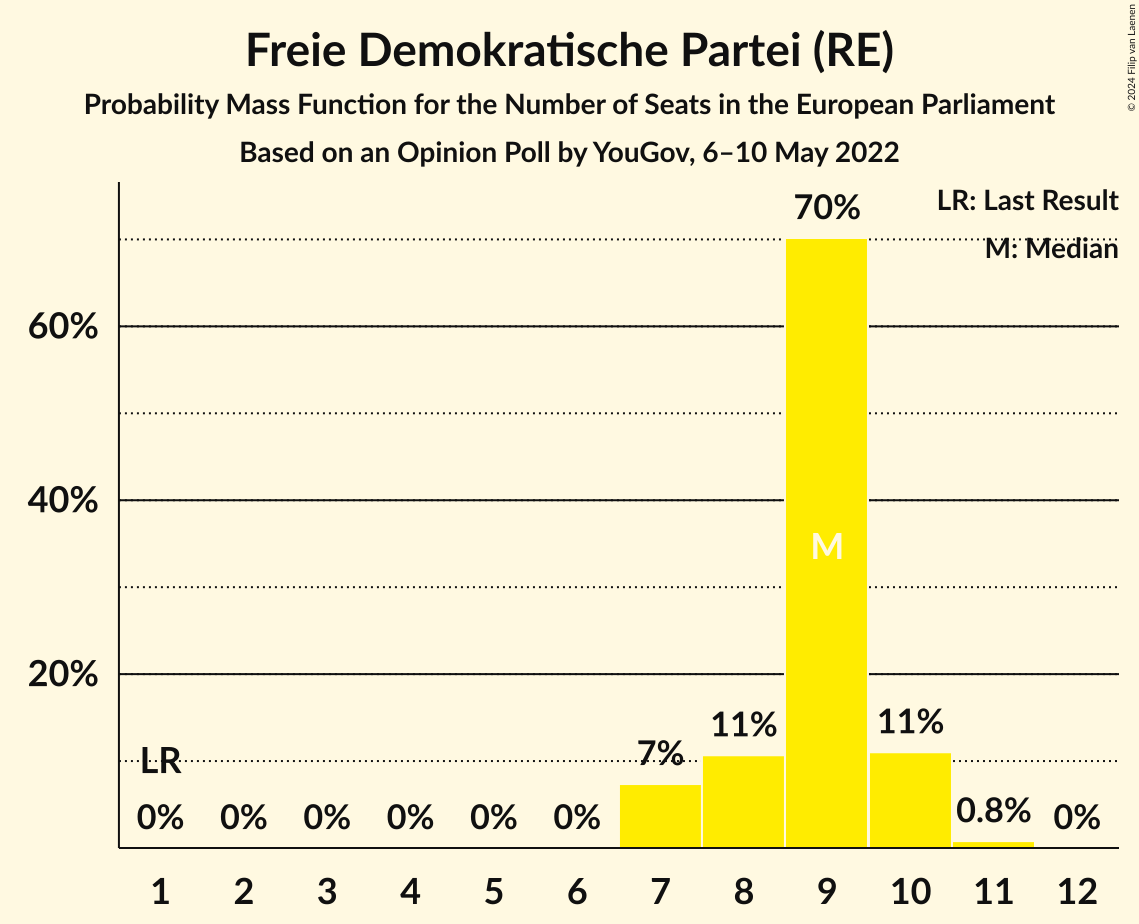 Freie Demokratische Partei (RE)
Probability Mass Function for the Number of Seats in the European Parliament
Based on an Opinion Poll by YouGov, 6–10 May 2022
© 2024 Filip van Laenen
LR: Last Result
M: Median
60%
40%
20%
LR
0%
0%
0%
0%
0%
0%
7%
11%
70%
M
11%
0.8%
0%
1 2 3 4 5 6 7 8 9 10 11 12